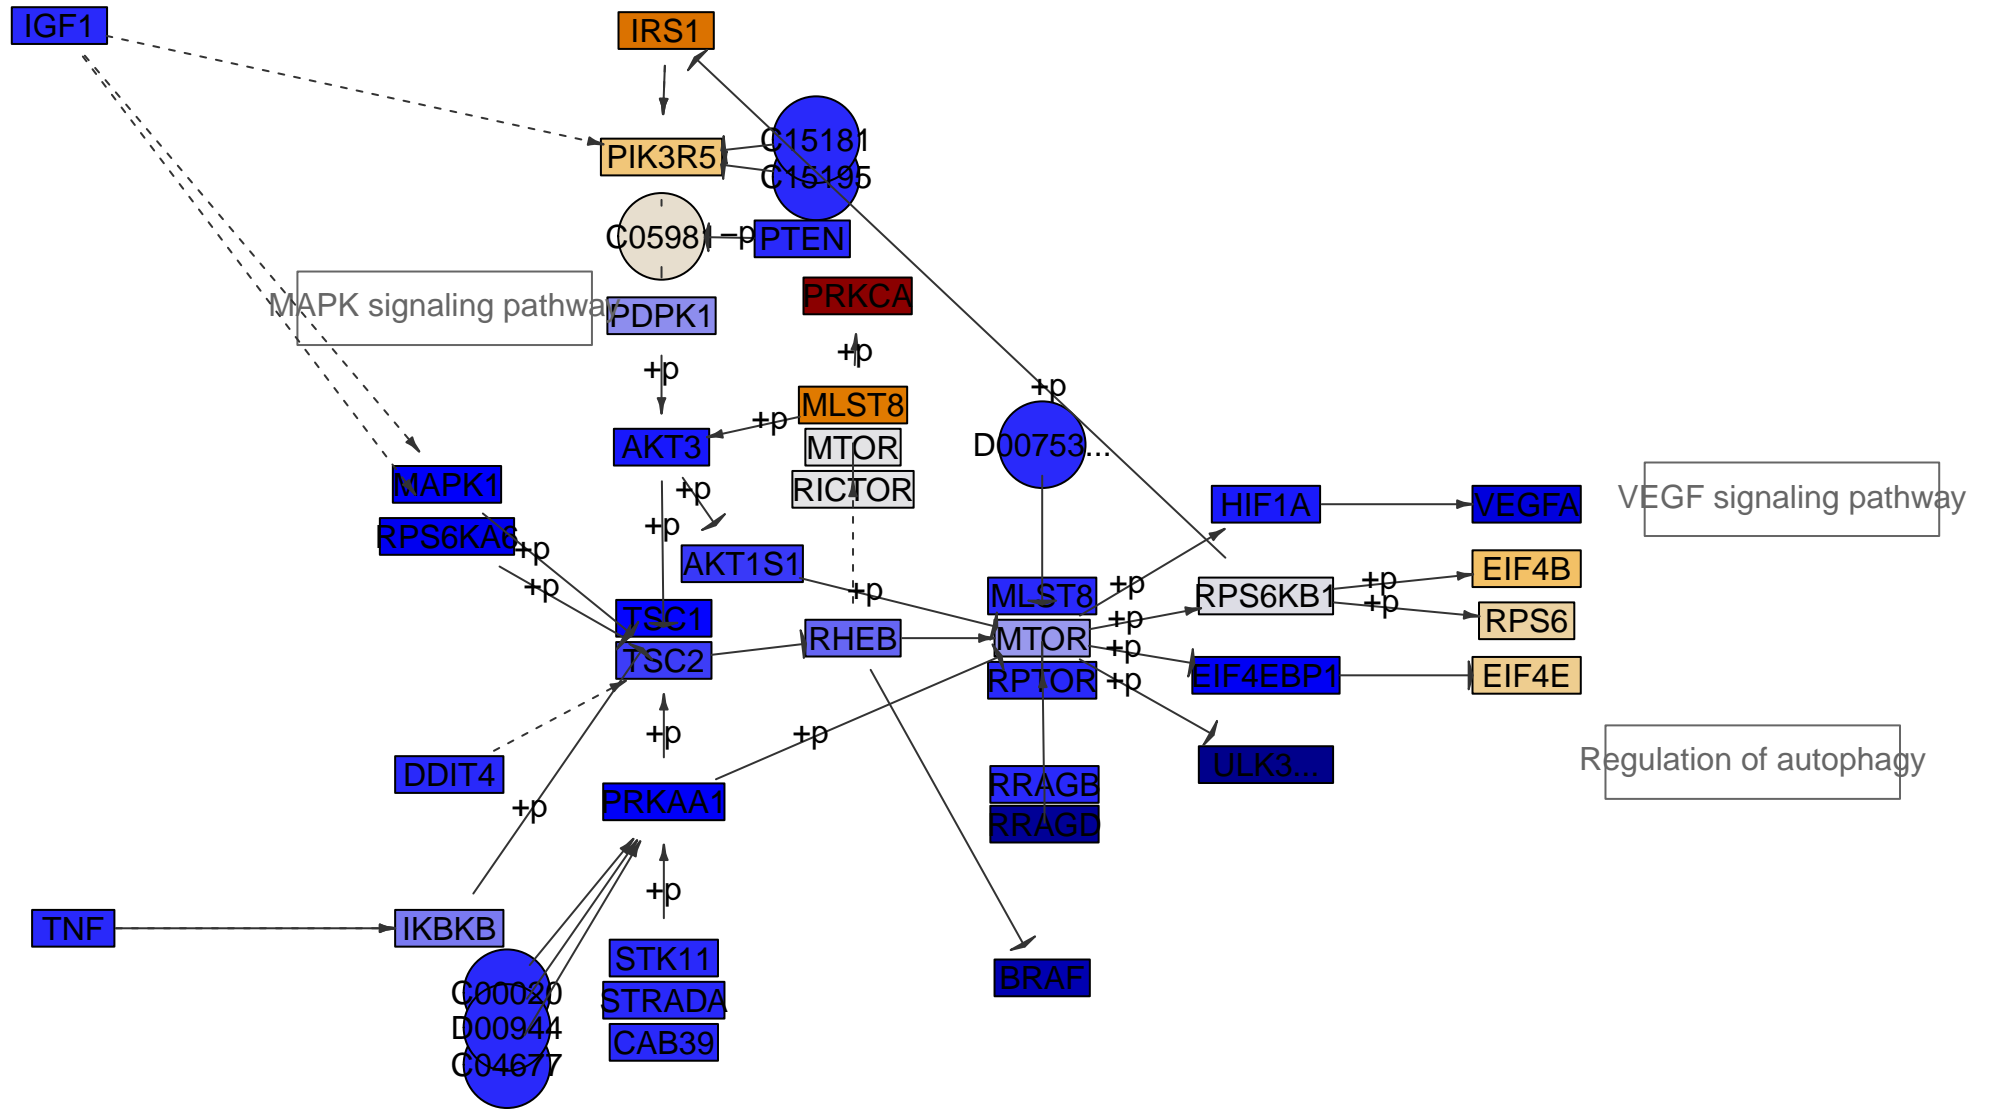 IGF1
IRS1
PIK3R5
C15181
C15195
C05981
−p
PTEN
MAPK signaling pathway
PDPK1
PRKCA
+p
+p
MLST8
+p
+p
AKT3
MTOR
D00753...
RICTOR
MAPK1
+p
HIF1A
VEGFA
VEGF signaling pathway
RPS6KA6
+p
+p
AKT1S1
EIF4B
+p
+p
+p
+p
MLST8
RPS6KB1
+p
TSC1
+p
RPS6
RHEB
MTOR
+p
TSC2
RPTOR
+p
EIF4EBP1
EIF4E
+p
+p
DDIT4
RRAGB
ULK3...
Regulation of autophagy
PRKAA1
+p
RRAGD
+p
TNF
IKBKB
STK11
BRAF
C00020
STRADA
D00944
CAB39
C04677